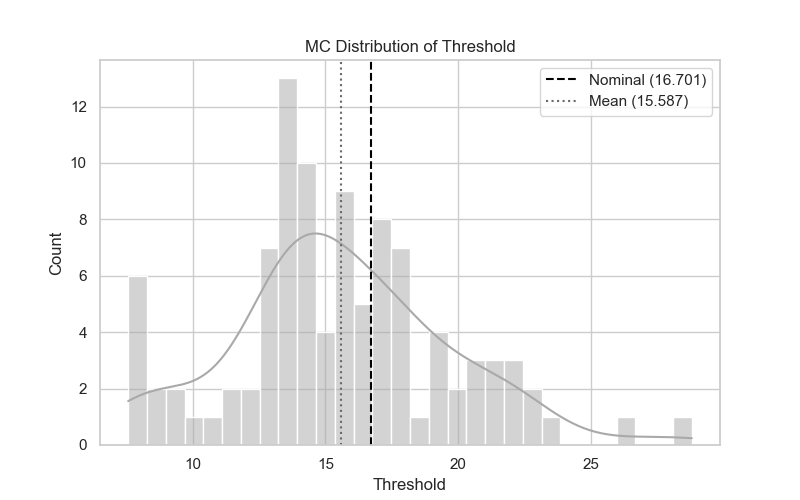 MC Distribution of Threshold
Nominal (16.701)
Mean (15.587)
12
10
8
6
4
2
0
Count
10
15
20
25
Threshold